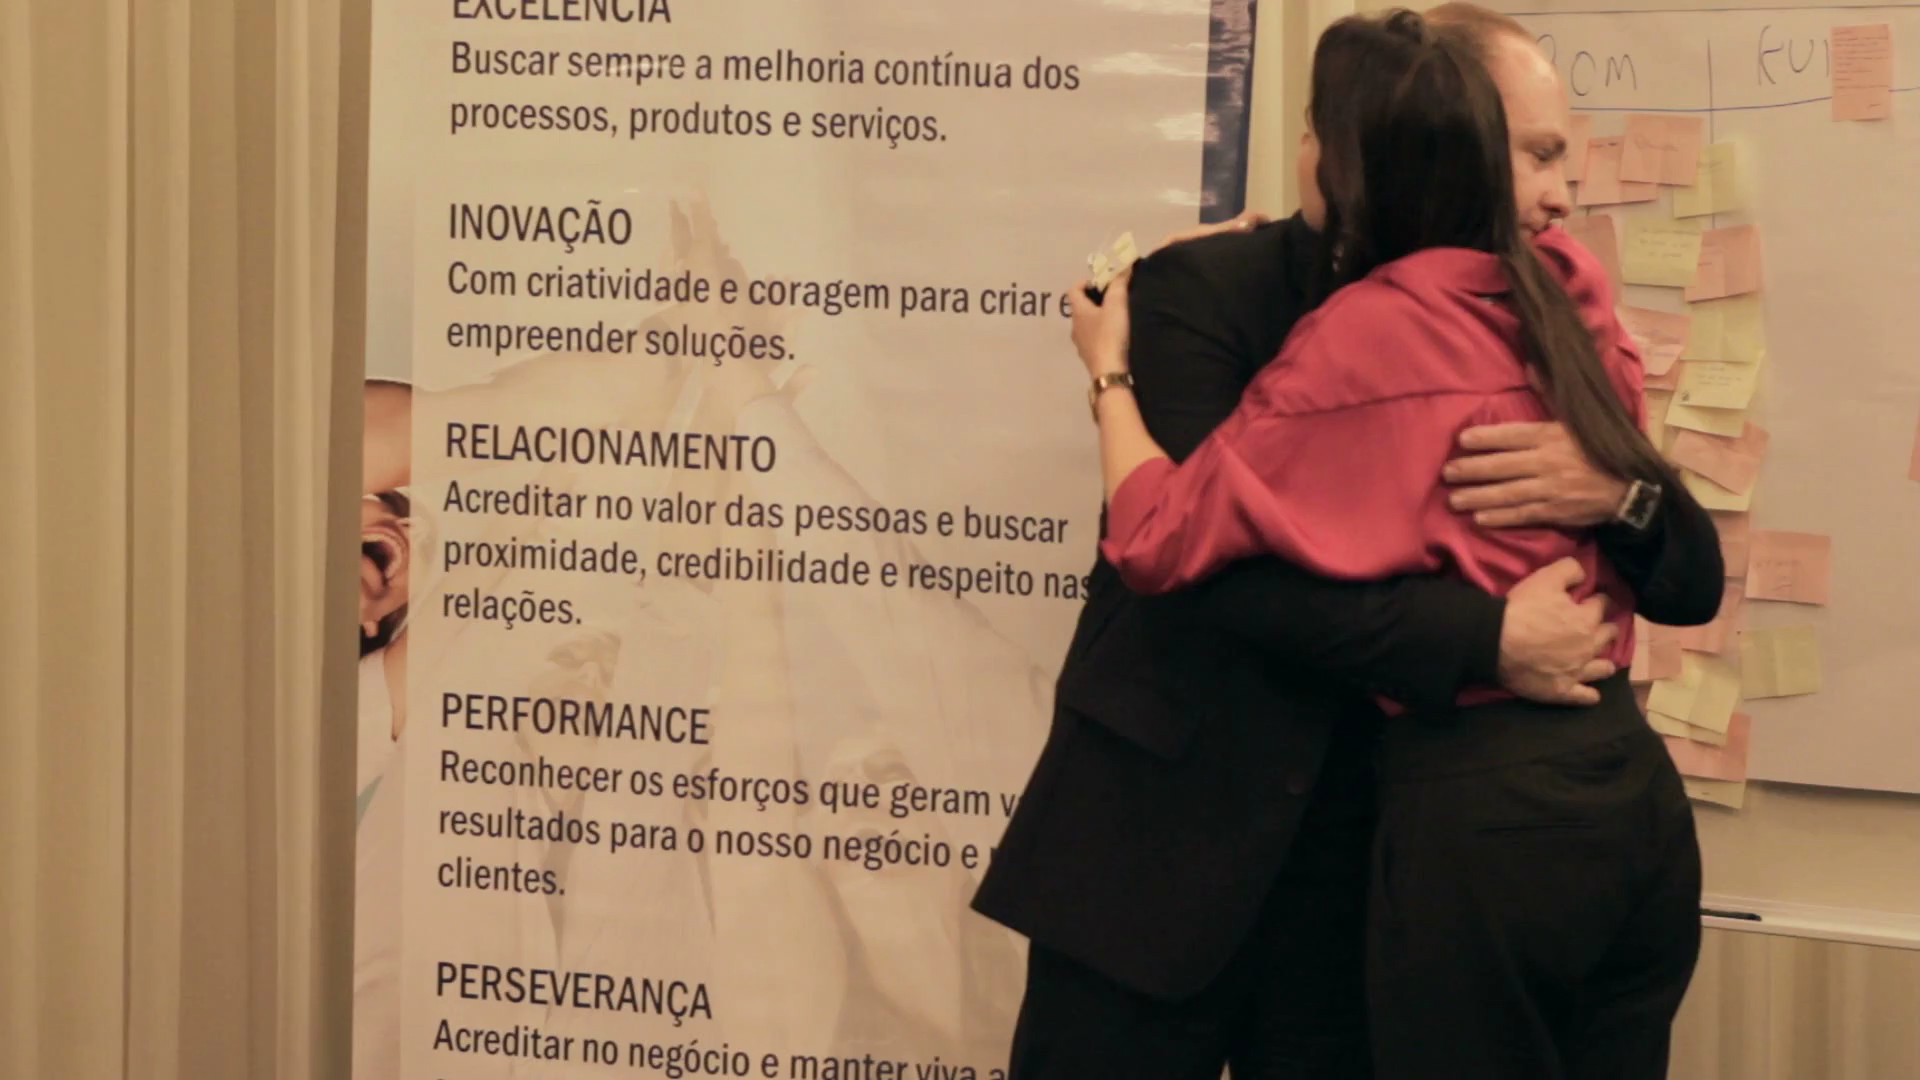 EXCELÊNCIA
Buscar sempre a melhoria contínua dos
processos, produtos e serviços.
INOVAÇÃO
Com criatividade e coragem para criar e
empreender soluções.
RELACIONAMENTO
Acreditar no valor das pessoas e buscar
proximidade, credibilidade e respeito nas
relações.
PERFORMANCE
Reconhecer os esforços que geram
resultados para o nosso negócio e
clientes.
PERSEVERANÇA
Acreditar no negócio e manter viva a